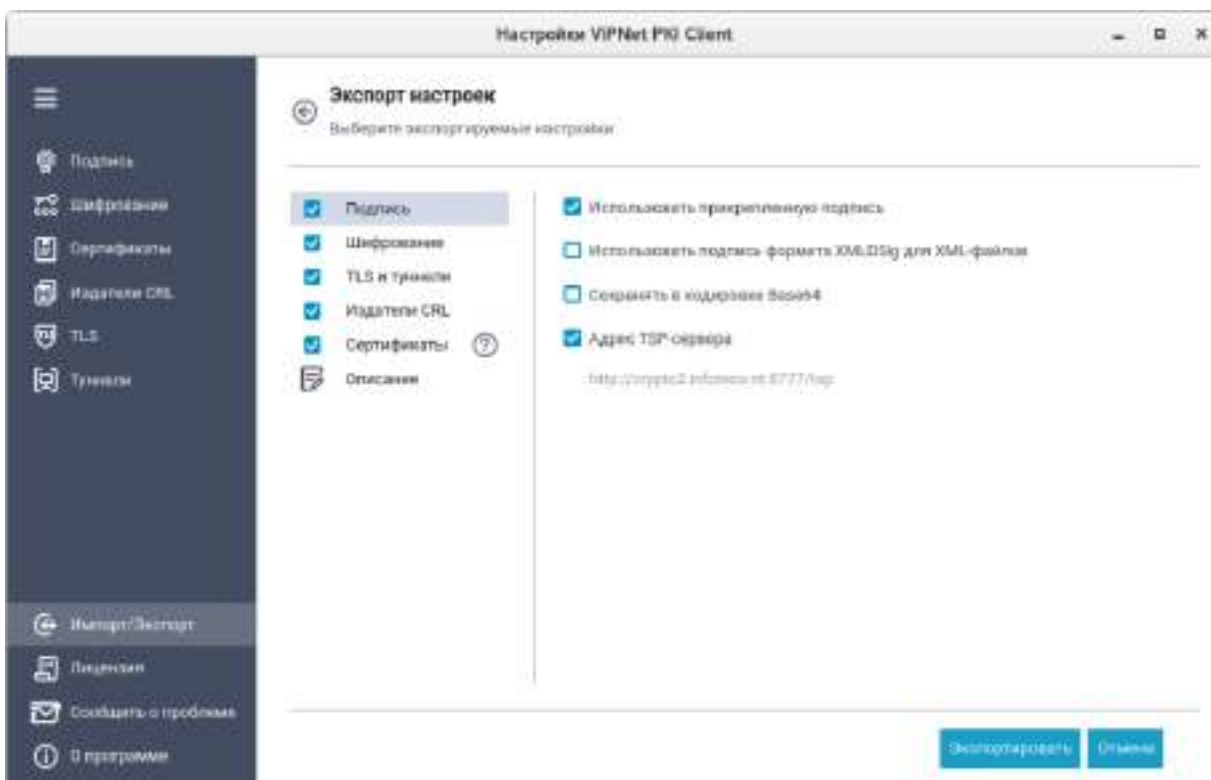 Настройки ViPNet PKI Client
Экспорт настроек
Выберите экспортируемые настройки
Подпись
Шифрование
Сертификаты
Издатели CRL
TLS
Туннели
Импорт/Экспорт
Лицензия
Сообщить о проблеме
О программе
Подпись
Шифрование
TLS и туннели
Издатели CRL
Сертификаты
Описание
Использовать прикрепленную подпись
Использовать подпись формата XMLDSig для XML-файлов
Сохранять в кодировке Base64
Адрес TSP-сервера
Экспортировать
Отмена